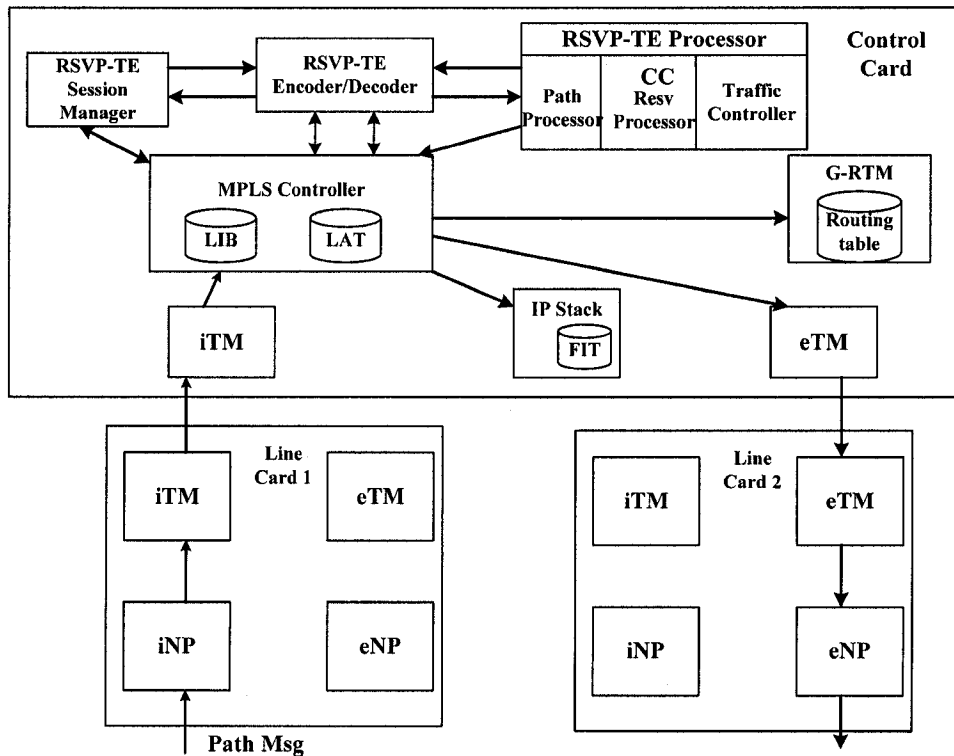 RSVP-TE Processor
Control
Card
RSVP-TE
Session
Manager
RSVP-TE
Encoder/Decoder
Path
Processor
CC
Resv
Processor
Traffic
Controller
MPLS Controller
LIB
LAT
G-RTM
Routing
table
iTM
IP Stack
FIT
eTM
Line
Card 1
iTM
eTM
iNP
eNP
Path Msg
Line
Card 2
iTM
eTM
iNP
eNP